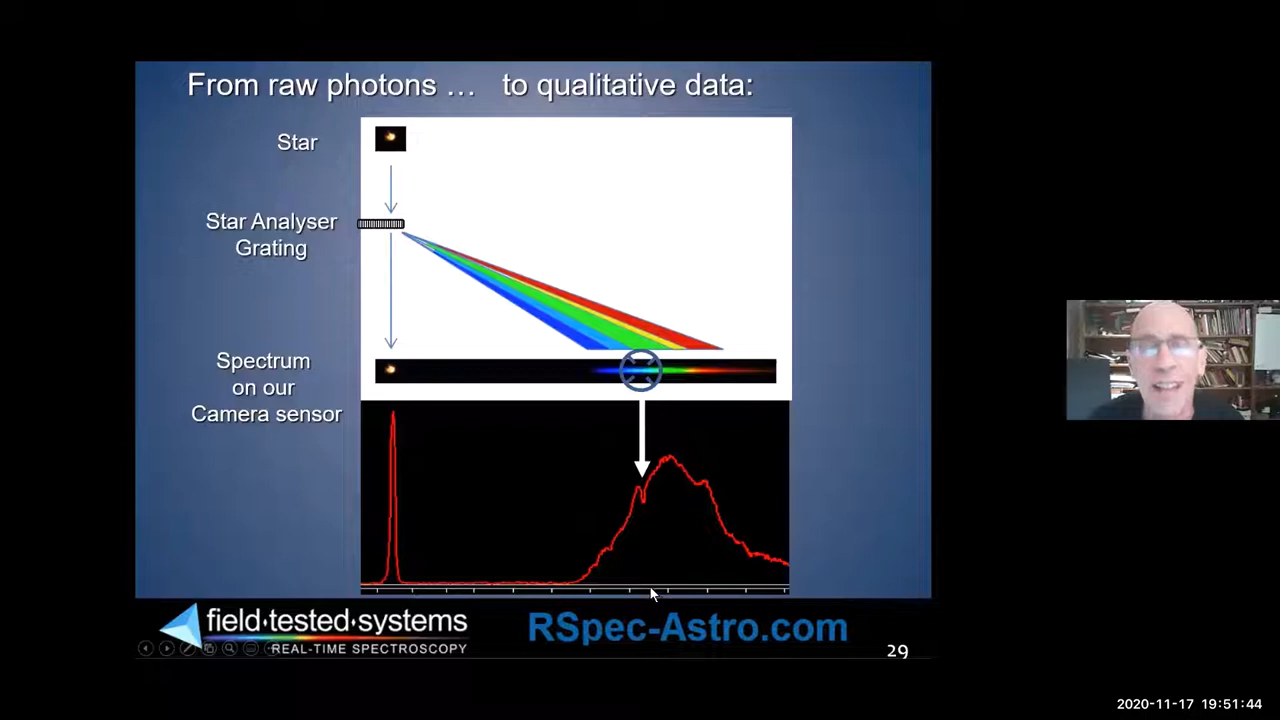 From raw photons … to qualitative data:
Star
Star Analyser
Grating
Spectrum
on our
Camera sensor
field·tested·systems
REAL-TIME SPECTROSCOPY
RSpec-Astro.com
29
2020-11-17 19:51:44